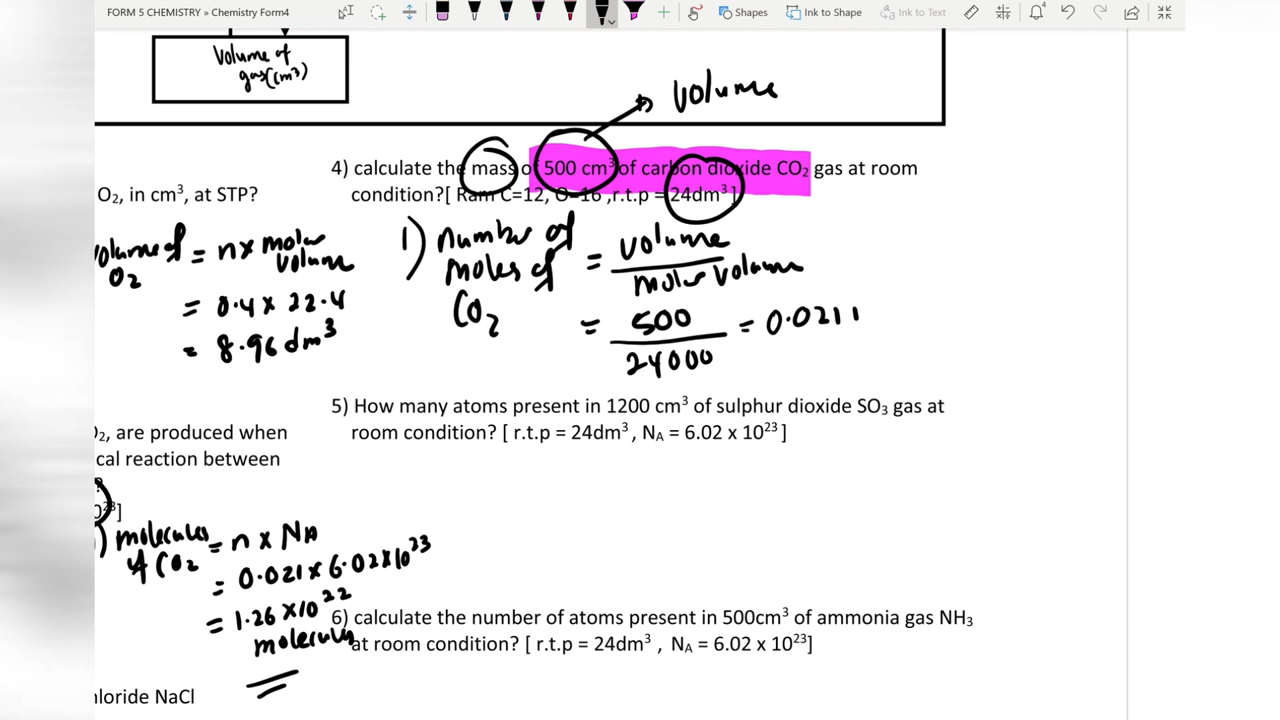 FORM 5 CHEMISTRY » Chemistry Form4
Shapes
Ink to Shape
Ink to Text
Volume of
gas(cm³)
Volume
4) calculate the mass of 500 cm³ of carbon dioxide CO₂ gas at room
condition?[ Ram C=12, O=16 ,r.t.p = 24dm³]
O₂, in cm³, at STP?
1) number of
moles of
CO₂
= volume
molar volume
= 500
24000
= 0.0211
volume of
O₂
= n x molar
volume
= 0.4 x 22.4
= 8.96 dm³
5) How many atoms present in 1200 cm³ of sulphur dioxide SO₃ gas at
room condition? [ r.t.p = 24dm³ , Nᴀ = 6.02 x 10²³ ]
₂, are produced when
cal reaction between
?
²³]
) molecules
of CO₂
= n x NA
= 0.021 x 6.02 x 10²³
= 1.26 x 10²²
molecules
6) calculate the number of atoms present in 500cm³ of ammonia gas NH₃
at room condition? [ r.t.p = 24dm³ , Nᴀ = 6.02 x 10²³]
hloride NaCl